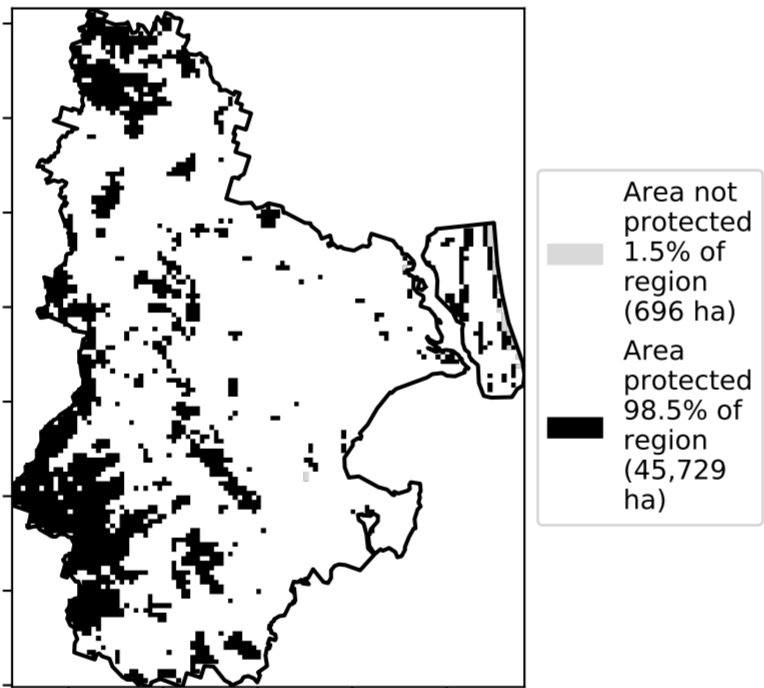 Area not
protected
1.5% of
region
(696 ha)
Area
protected
98.5% of
region
(45,729
ha)